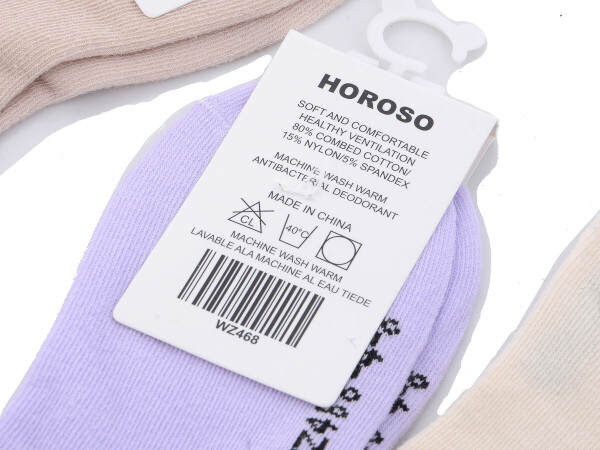 HOROSO
SOFT AND COMFORTABLE
HEALTHY VENTILATION
80% COMBED COTTON/
15% NYLON/5% SPANDEX
MACHINE WASH WARM
ANTIBACTERIAL DEODORANT
MADE IN CHINA
CL 40°C
MACHINE WASH WARM
LAVABLE ALA MACHINE AL EAU TIEDE
WZ468